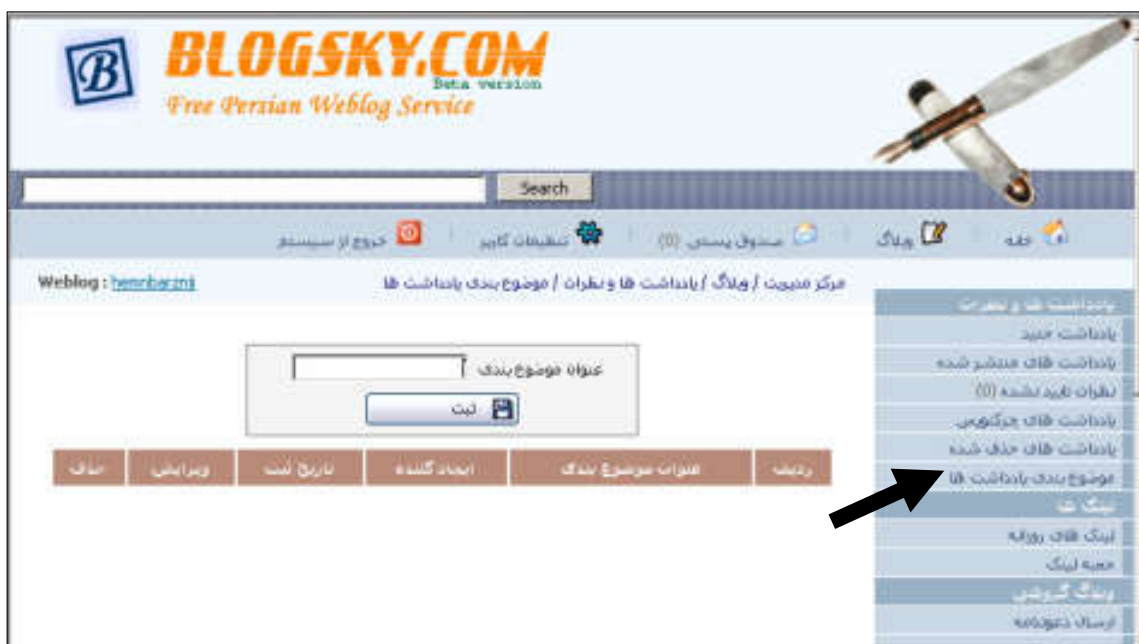 B
BLOGSKY.COM
Beta version
Free Persian Weblog Service
Search
خانه وبلاگ صندوق پستی (0) تنظیمات کاربر خروج از سیستم
مرکز مدیریت / وبلاگ / یادداشت ها و نظرات / موضوع بندی یادداشت ها
Weblog :
یادداشت ها و نظرات
یادداشت جدید
یادداشت های منتشر شده
نظرات تایید نشده (0)
یادداشت های چرکنویس
یادداشت های حذف شده
موضوع بندی یادداشت ها
لینک ها
لینک های روزانه
جعبه لینک
وبلاگ گروهی
ارسال دعوتنامه
عنوان موضوع بندی
ثبت
ردیف عنوان موضوع بندی ایجاد کننده تاریخ ثبت ویرایش حذف